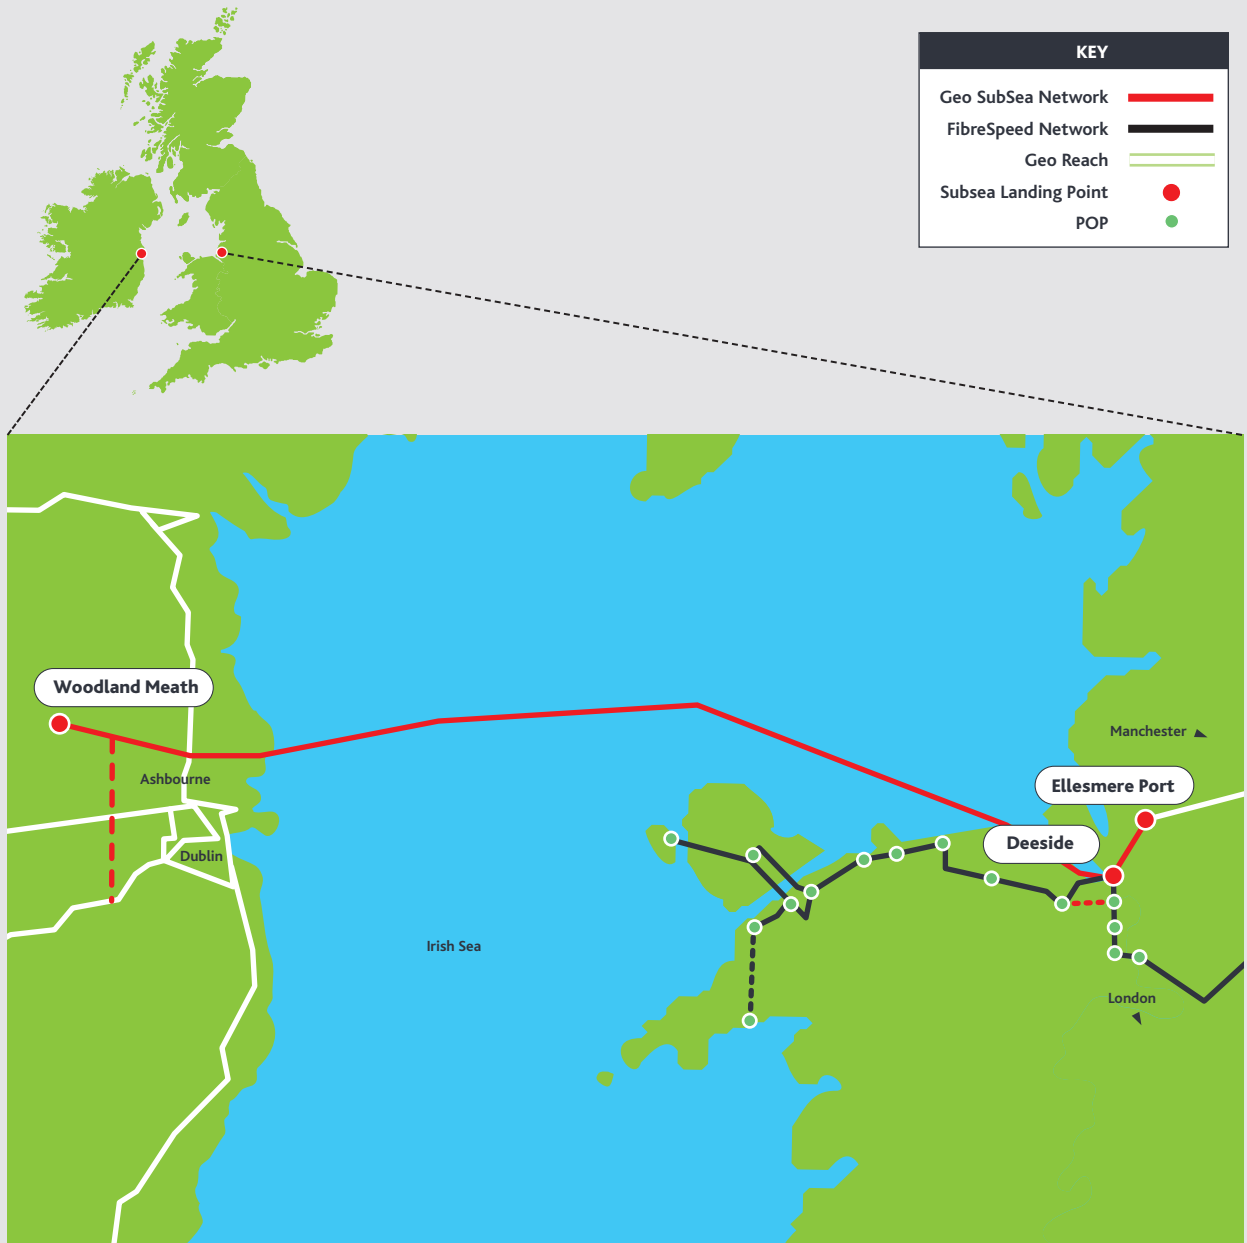 KEY
Geo SubSea Network
FibreSpeed Network
Geo Reach
Subsea Landing Point
POP
Woodland Meath
Manchester
Ashbourne
Ellesmere Port
Deeside
Dublin
Irish Sea
London